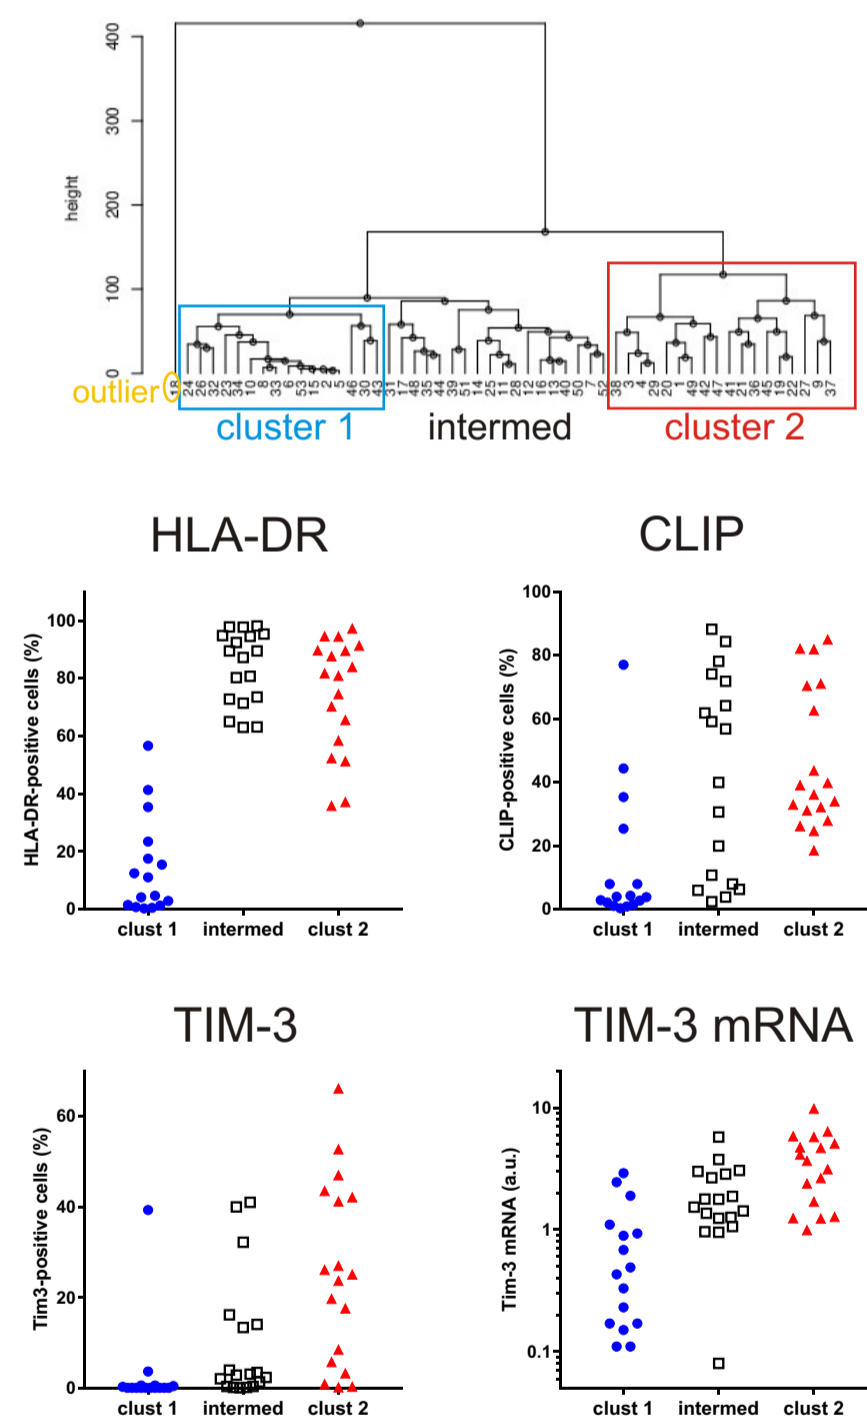 400
300
200
100
0
height
outlier
18 24 26 32 23 34 10 8 33 6 53 15 2 5 46 30 43 31 17 48 35 44 39 51 14 25 11 28 12 16 13 40 50 7 52 38 3 4 29 20 1 49 42 47 41 21 36 45 19 22 27 9 37
cluster 1 intermed cluster 2
HLA-DR
HLA-DR-positive cells (%)
100
80
60
40
20
0
clust 1 intermed clust 2
CLIP
CLIP-positive cells (%)
100
80
60
40
20
0
clust 1 intermed clust 2
TIM-3
Tim3-positive cells (%)
60
40
20
0
clust 1 intermed clust 2
TIM-3 mRNA
Tim-3 mRNA (a.u.)
10
1
0.1
clust 1 intermed clust 2